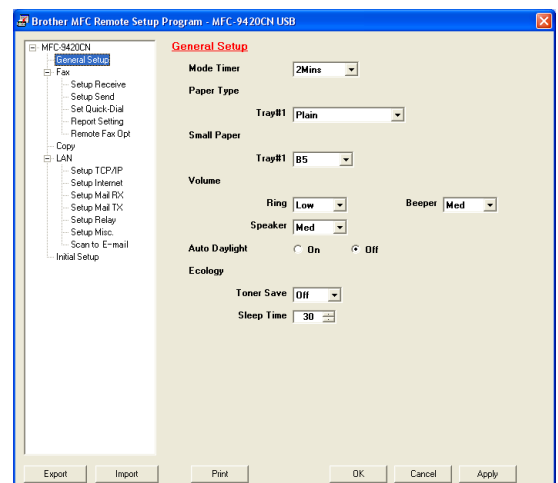 Brother MFC Remote Setup Program - MFC-9420CN USB
MFC-9420CN
General Setup
Fax
Setup Receive
Setup Send
Set Quick-Dial
Report Setting
Remote Fax Opt
Copy
LAN
Setup TCP/IP
Setup Internet
Setup Mail RX
Setup Mail TX
Setup Relay
Setup Misc.
Scan to E-mail
Initial Setup
General Setup
Mode Timer 2Mins
Paper Type
Tray#1 Plain
Small Paper
Tray#1 B5
Volume
Ring Low Beeper Med
Speaker Med
Auto Daylight On Off
Ecology
Toner Save Off
Sleep Time 30
Export Import Print OK Cancel Apply